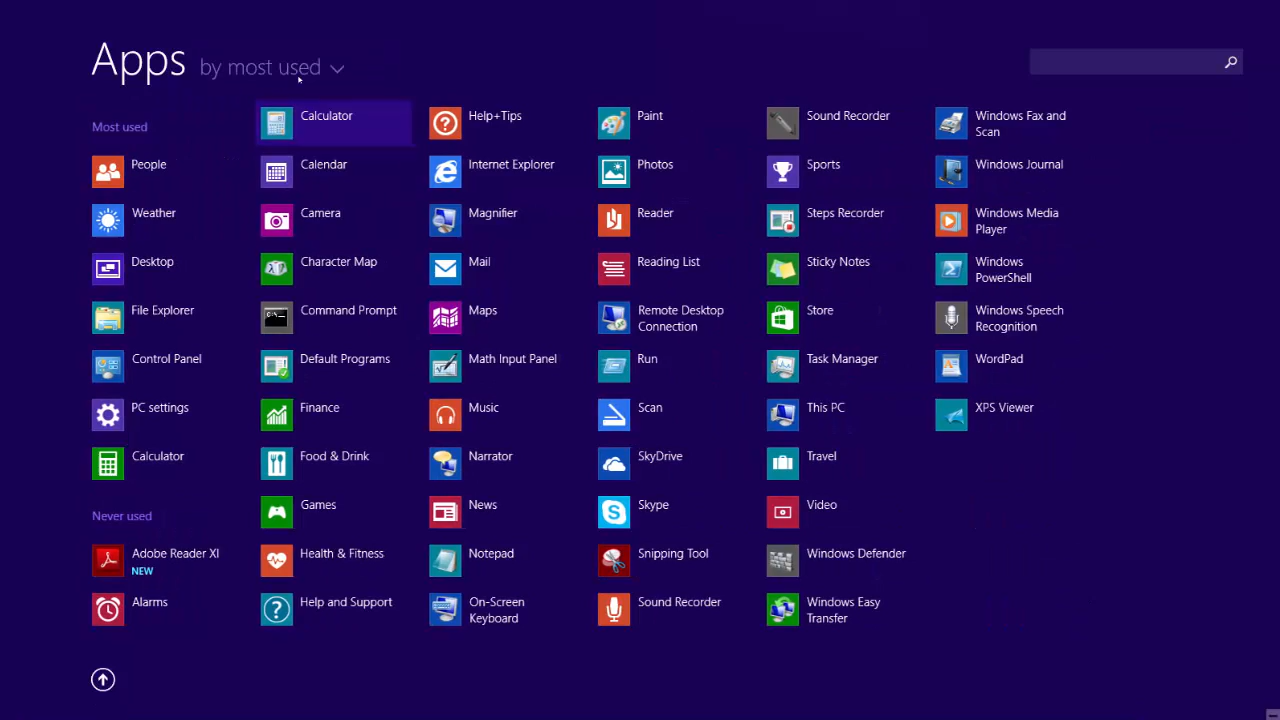 Apps by most used
Most used
People
Weather
Desktop
File Explorer
Control Panel
PC settings
Calculator
Never used
Adobe Reader XI
NEW
Alarms
Calculator
Calendar
Camera
Character Map
Command Prompt
Default Programs
Finance
Food & Drink
Games
Health & Fitness
Help and Support
Help+Tips
Internet Explorer
Magnifier
Mail
Maps
Math Input Panel
Music
Narrator
News
Notepad
On-Screen
Keyboard
Paint
Photos
Reader
Reading List
Remote Desktop
Connection
Run
Scan
SkyDrive
Skype
Snipping Tool
Sound Recorder
Sound Recorder
Sports
Steps Recorder
Sticky Notes
Store
Task Manager
This PC
Travel
Video
Windows Defender
Windows Easy
Transfer
Windows Fax and
Scan
Windows Journal
Windows Media
Player
Windows
PowerShell
Windows Speech
Recognition
WordPad
XPS Viewer